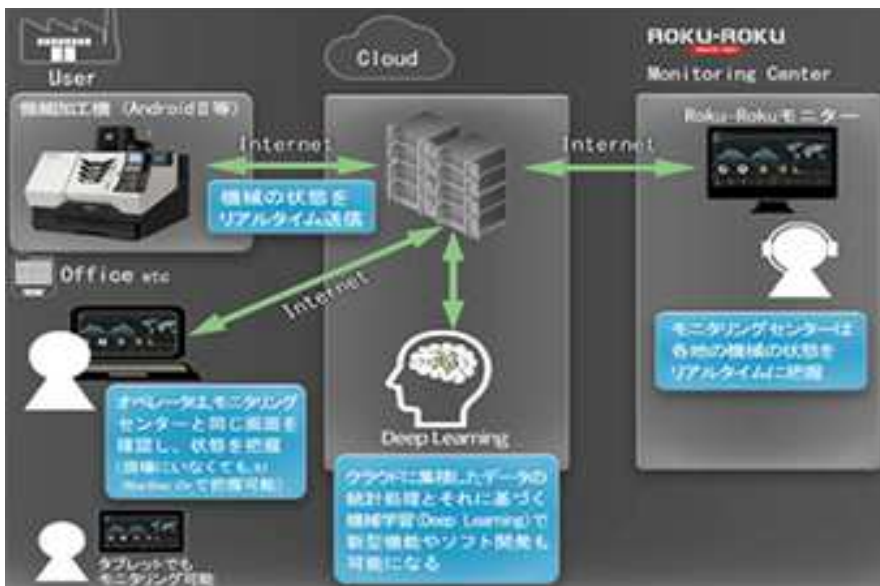 User
Cloud
ROKU-ROKU
Monitoring Center
機械加工機 (AndroidⅡ等)
Internet
機械の状態を
リアルタイム送信
Internet
Roku-Rokuモニター
Office etc
Internet
オペレータは、モニタリング
センターと同じ画面を
確認し、状態を把握
Deep Learning
クラウドに集積したデータの
統計処理とそれに基づく
機械学習(Deep Learning)で
新型機能やソフト開発も
可能になる
モニタリングセンターは
各地の機械の状態を
リアルタイムに把握
タブレットでも
モニタリング可能